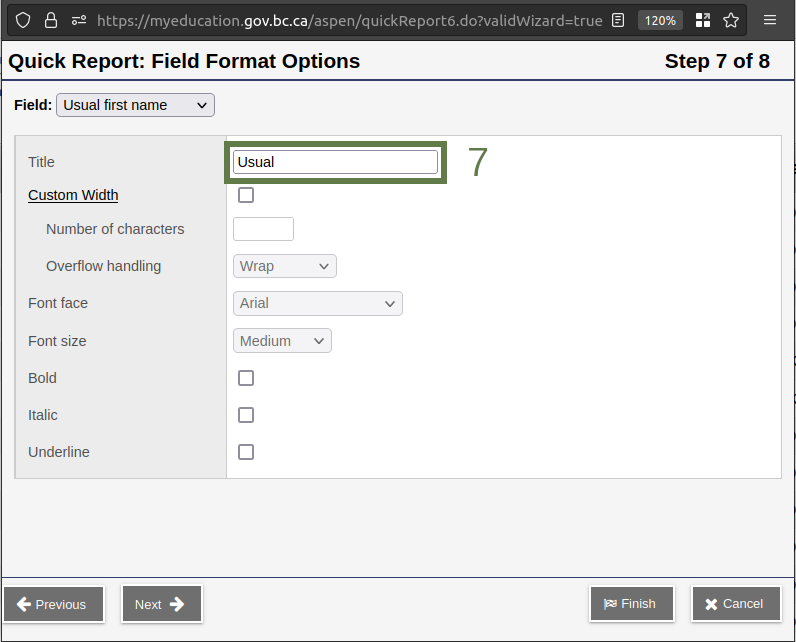 https://myeducation.gov.bc.ca/aspen/quickReport6.do?validWizard=true 120%
Quick Report: Field Format Options Step 7 of 8
Field: Usual first name
Title Usual 7
Custom Width
Number of characters
Overflow handling Wrap
Font face Arial
Font size Medium
Bold
Italic
Underline
Previous Next Finish Cancel